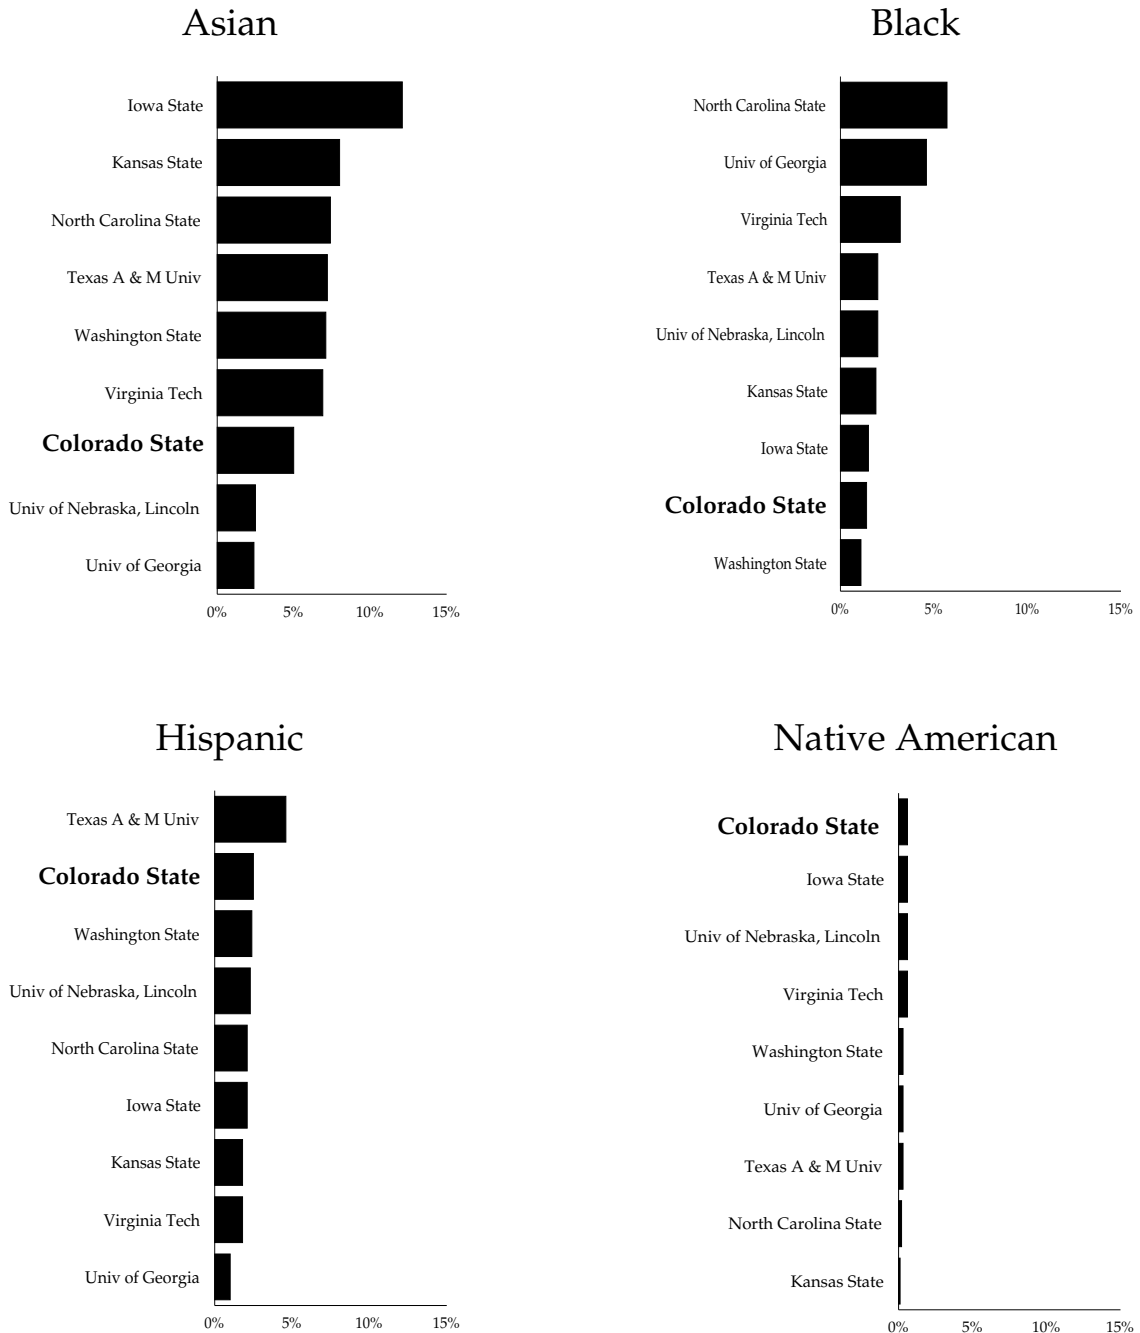 Asian
Iowa State
Kansas State
North Carolina State
Texas A & M Univ
Washington State
Virginia Tech
Colorado State
Univ of Nebraska, Lincoln
Univ of Georgia
0% 5% 10% 15%
Black
North Carolina State
Univ of Georgia
Virginia Tech
Texas A & M Univ
Univ of Nebraska, Lincoln
Kansas State
Iowa State
Colorado State
Washington State
0% 5% 10% 15%
Hispanic
Texas A & M Univ
Colorado State
Washington State
Univ of Nebraska, Lincoln
North Carolina State
Iowa State
Kansas State
Virginia Tech
Univ of Georgia
0% 5% 10% 15%
Native American
Colorado State
Iowa State
Univ of Nebraska, Lincoln
Virginia Tech
Washington State
Univ of Georgia
Texas A & M Univ
North Carolina State
Kansas State
0% 5% 10% 15%